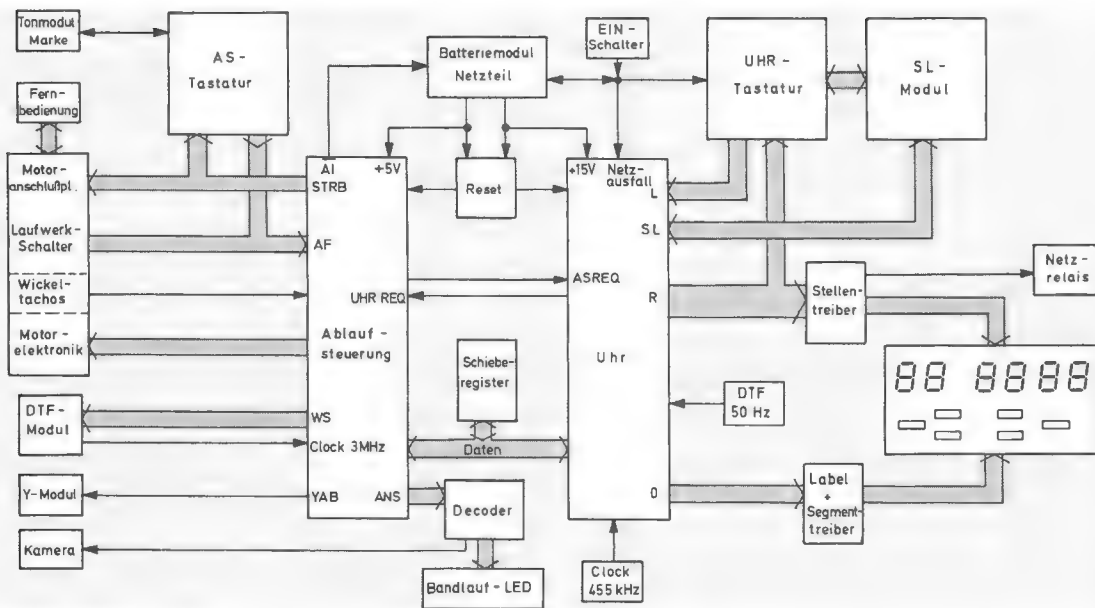 Tonmodul
Marke
AS-
Tastatur
Batteriemodul
Netzteil
EIN-
Schalter
UHR-
Tastatur
SL-
Modul
Fern-
bedienung
Motor-
anschlußpl.
Laufwerk-
Schalter
Wickel-
tachos
Motor-
elektronik
AI
+5V
STRB
AF
UHR REQ
Ablauf-
steuerung
WS
Clock 3MHz
YAB
ANS
Reset
+15V
Netz-
ausfall
L
SL
ASREQ
R
Uhr
0
Stellen-
treiber
Netz-
relais
Schiebe-
register
Daten
DTF
50 Hz
88 88 88
DTF-
Modul
Y-Modul
Kamera
Decoder
Bandlauf-LED
Clock
455 kHz
Label
+
Segment-
treiber